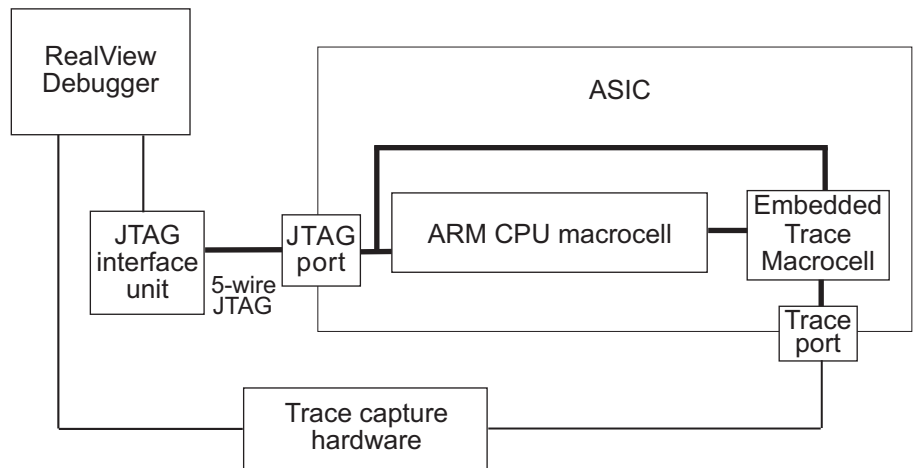 RealView
Debugger
ASIC
JTAG
interface
unit
5-wire
JTAG
JTAG
port
ARM CPU macrocell
Embedded
Trace
Macrocell
Trace
port
Trace capture
hardware